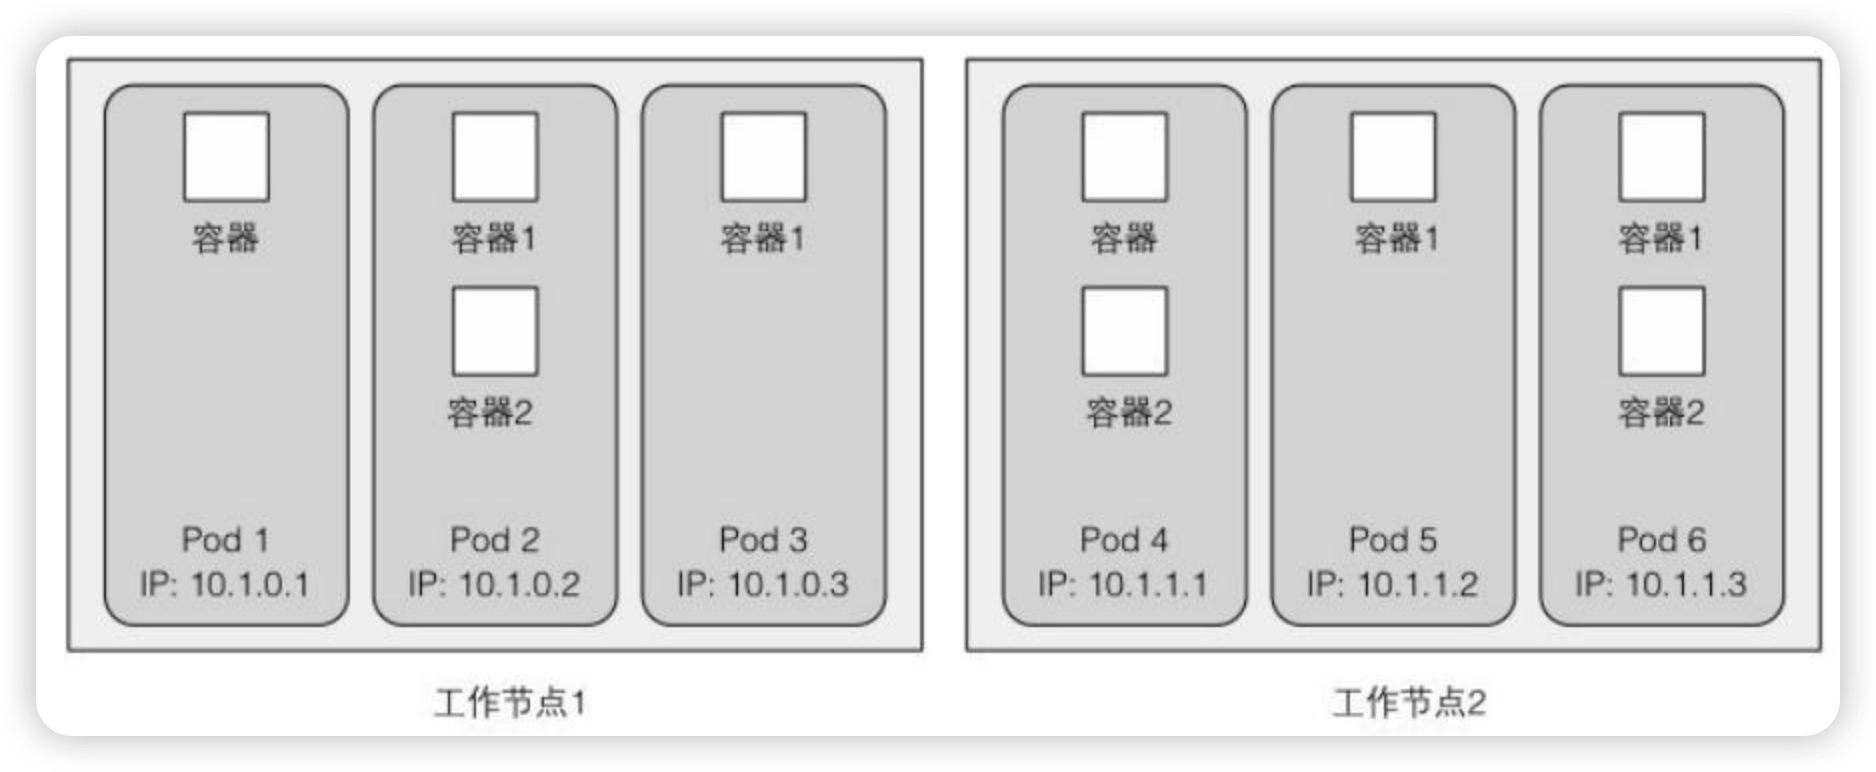 容器
Pod 1
IP: 10.1.0.1
容器1
容器2
Pod 2
IP: 10.1.0.2
容器1
Pod 3
IP: 10.1.0.3
工作节点1
容器
容器2
Pod 4
IP: 10.1.1.1
容器1
Pod 5
IP: 10.1.1.2
容器1
容器2
Pod 6
IP: 10.1.1.3
工作节点2